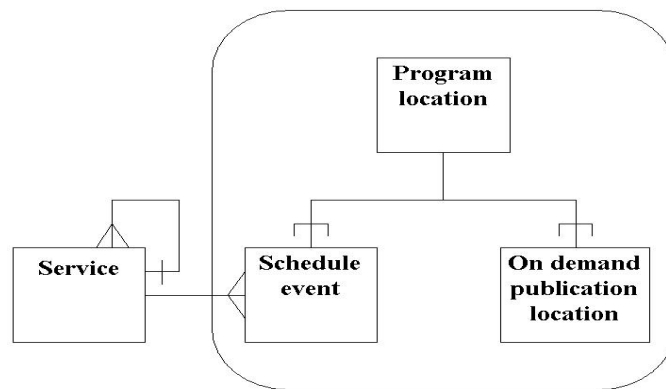 Program
location
Service
Schedule
event
On demand
publication
location